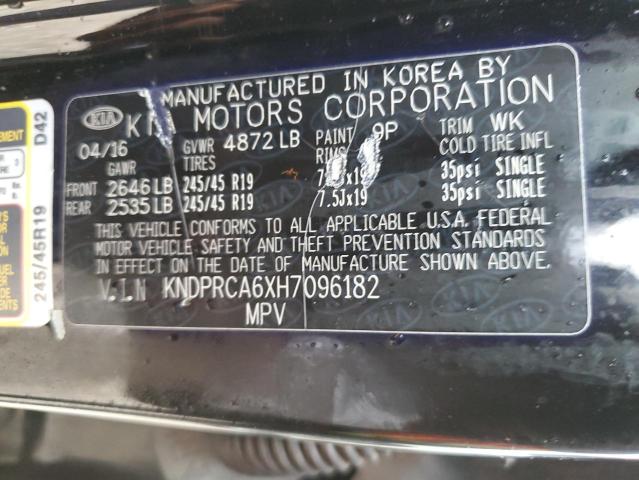 MANUFACTURED IN KOREA BY
KIA MOTORS CORPORATION
04/16 GVWR 4872 LB PAINT 9P TRIM WK
GAWR TIRES RIMS COLD TIRE INFL
FRONT 2646 LB 245/45 R19 35psi SINGLE
REAR 2535 LB 245/45 R19 7.5Jx19 35psi SINGLE
THIS VEHICLE CONFORMS TO ALL APPLICABLE U.S.A. FEDERAL
MOTOR VEHICLE SAFETY AND THEFT PREVENTION STANDARDS
IN EFFECT ON THE DATE OF MANUFACTURE SHOWN ABOVE.
V.I.N KNDPRCA6XH7096182
MPV
245/45R19 D42